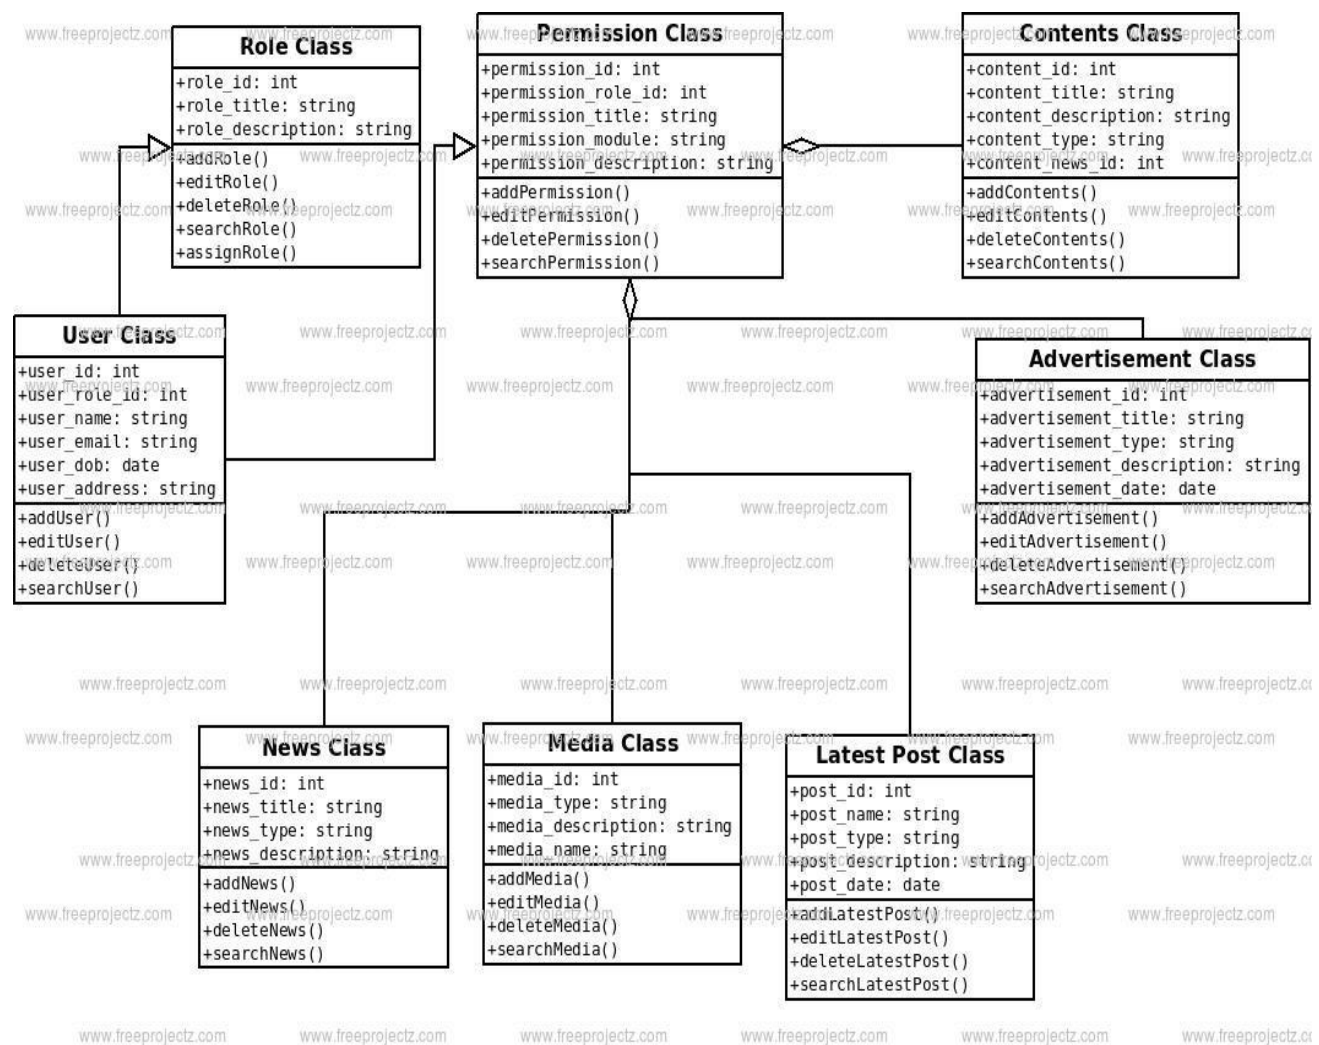 Role Class
+role_id: int
+role_title: string
+role_description: string
+addRole()
+editRole()
+deleteRole()
+searchRole()
+assignRole()
Permission Class
+permission_id: int
+permission_role_id: int
+permission_title: string
+permission_module: string
+permission_description: string
+addPermission()
+editPermission()
+deletePermission()
+searchPermission()
Contents Class
+content_id: int
+content_title: string
+content_description: string
+content_type: string
+content_news_id: int
+addContents()
+editContents()
+deleteContents()
+searchContents()
User Class
+user_id: int
+user_role_id: int
+user_name: string
+user_email: string
+user_dob: date
+user_address: string
+addUser()
+editUser()
+deleteUser()
+searchUser()
Advertisement Class
+advertisement_id: int
+advertisement_title: string
+advertisement_type: string
+advertisement_description: string
+advertisement_date: date
+addAdvertisement()
+editAdvertisement()
+deleteAdvertisement()
+searchAdvertisement()
News Class
+news_id: int
+news_title: string
+news_type: string
+news_description: string
+addNews()
+editNews()
+deleteNews()
+searchNews()
Media Class
+media_id: int
+media_type: string
+media_description: string
+media_name: string
+addMedia()
+editMedia()
+deleteMedia()
+searchMedia()
Latest Post Class
+post_id: int
+post_name: string
+post_type: string
+post_description: string
+post_date: date
+addLatestPost()
+editLatestPost()
+deleteLatestPost()
+searchLatestPost()
www.freeprojectz.com